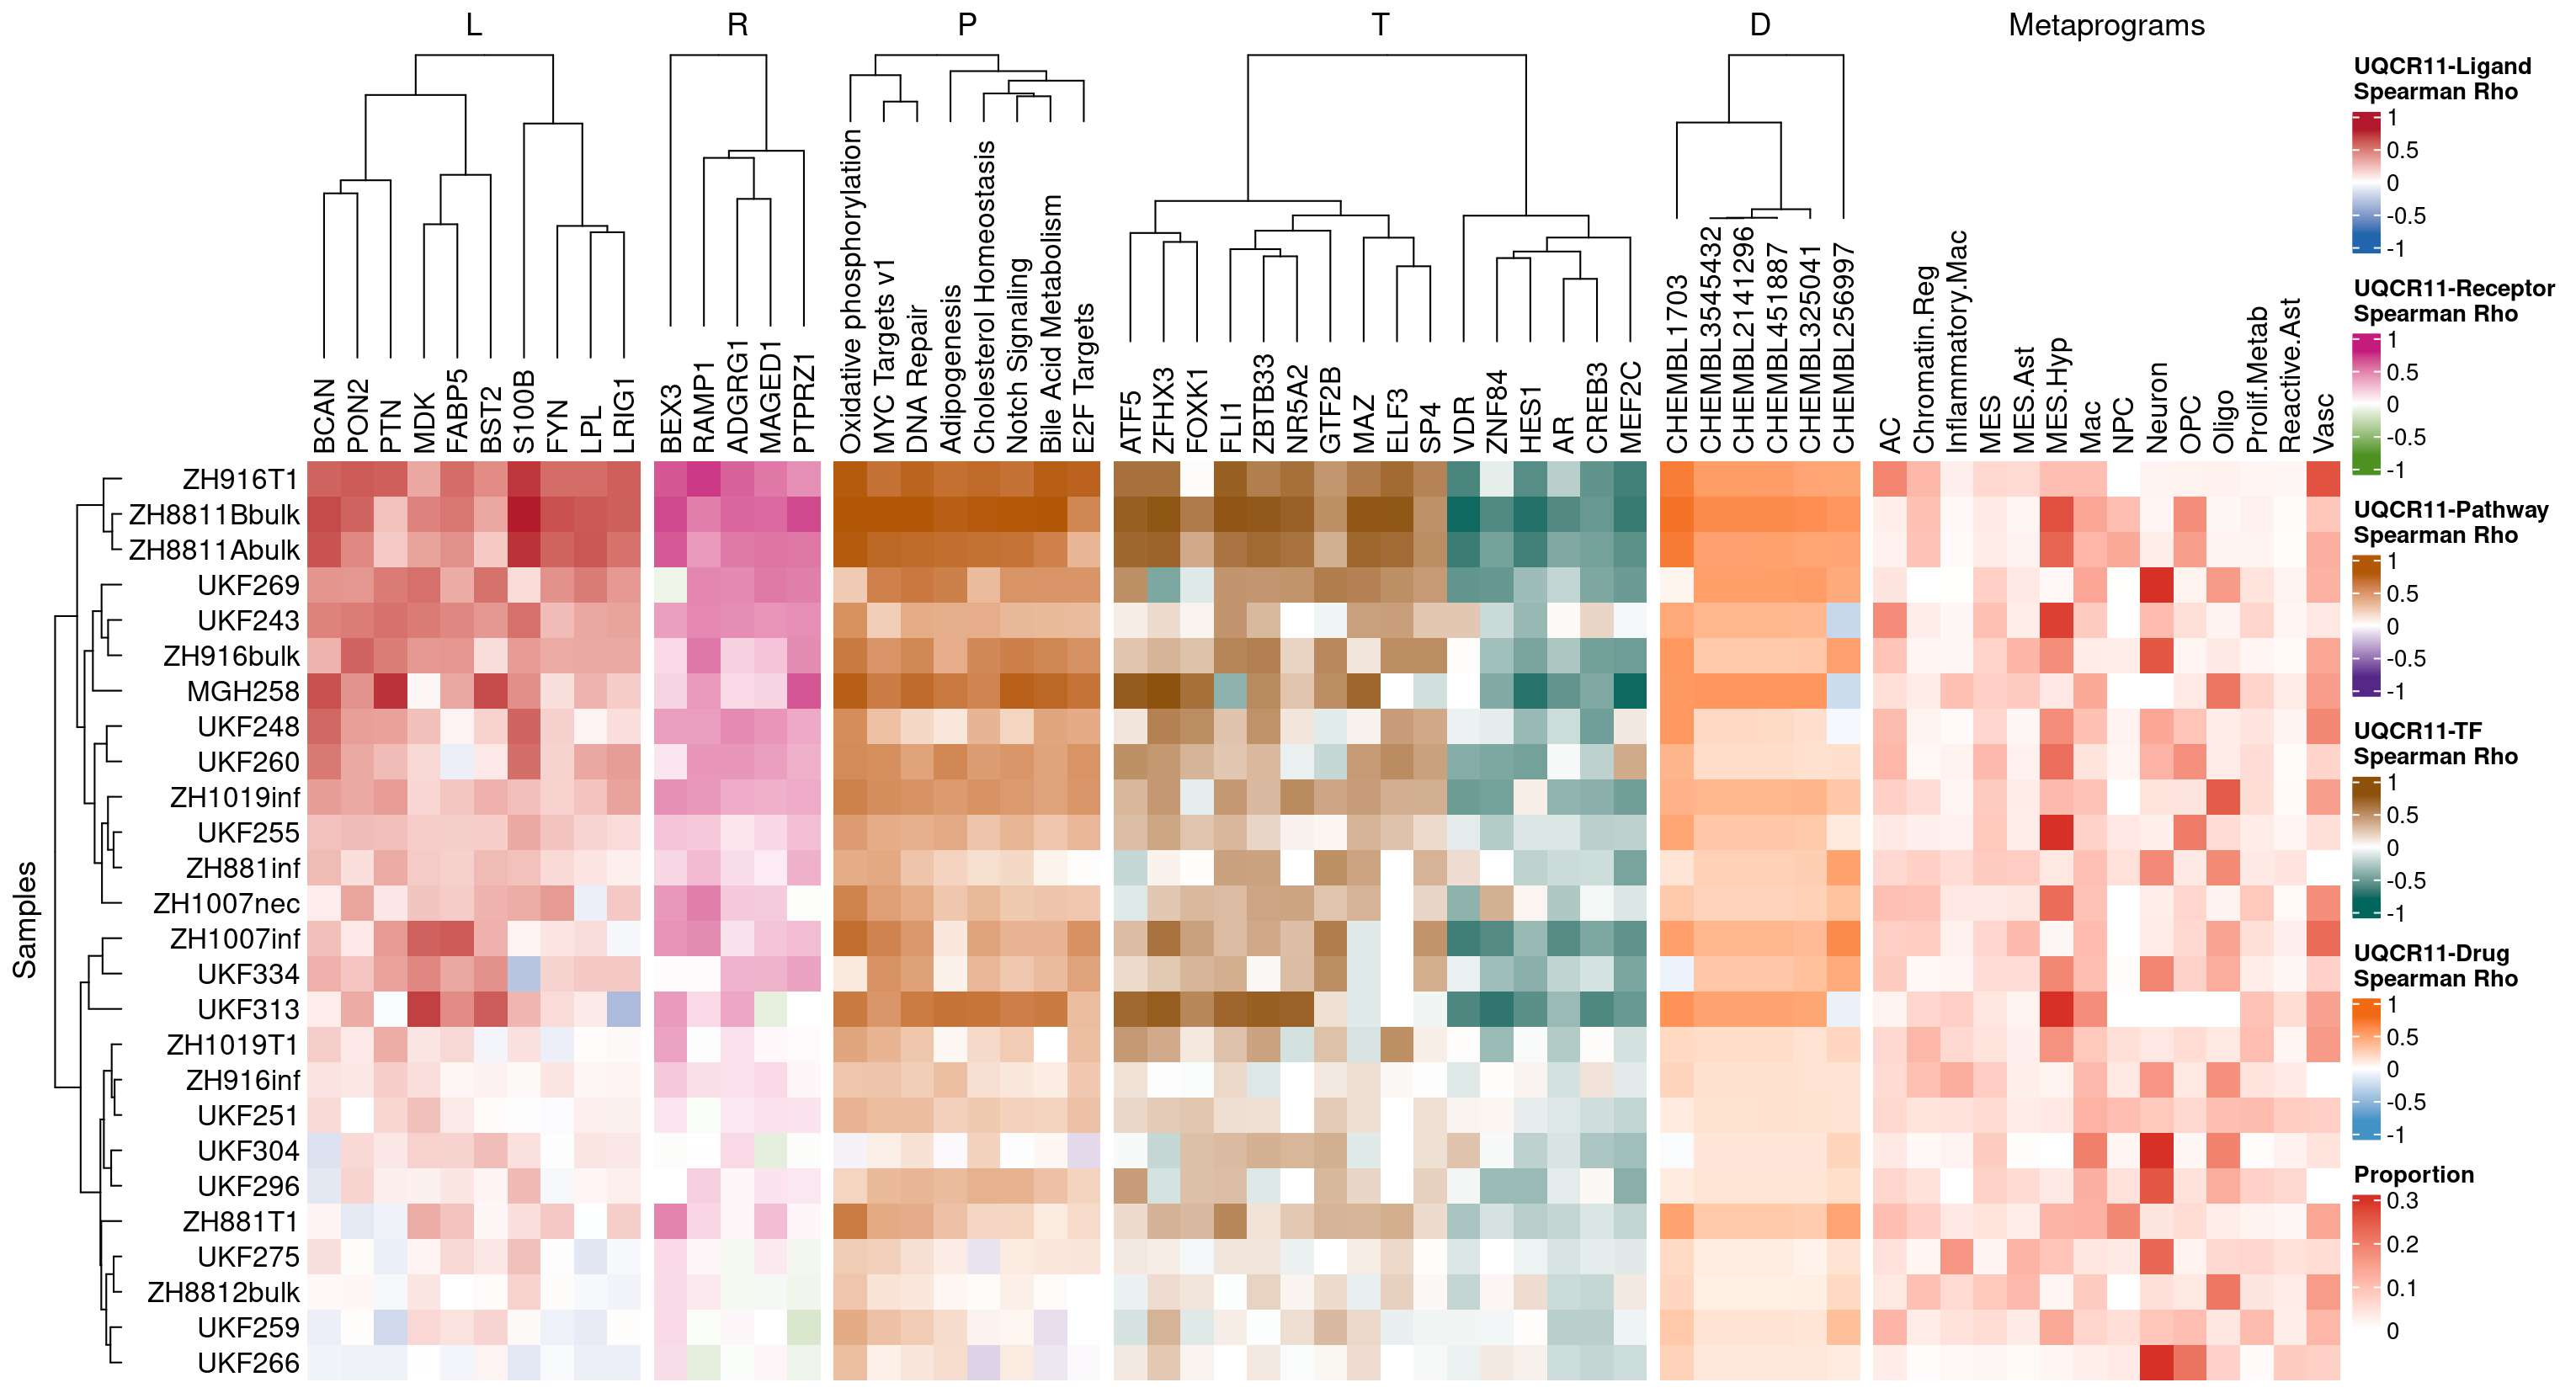 L
R
P
T
D
Metaprograms
BCAN
PON2
PTN
MDK
FABP5
BST2
S100B
FYN
LPL
LRIG1
BEX3
RAMP1
ADGRG1
MAGED1
PTPRZ1
Oxidative phosphorylation
MYC Targets v1
DNA Repair
Adipogenesis
Cholesterol Homeostasis
Notch Signaling
Bile Acid Metabolism
E2F Targets
ATF5
ZFHX3
FOXK1
FLI1
ZBTB33
NR5A2
GTF2B
MAZ
ELF3
SP4
VDR
ZNF84
HES1
AR
CREB3
MEF2C
CHEMBL1703
CHEMBL3545432
CHEMBL2141296
CHEMBL451887
CHEMBL325041
CHEMBL256997
AC
Chromatin.Reg
Inflammatory.Mac
MES
MES.Ast
MES.Hyp
Mac
NPC
Neuron
OPC
Oligo
Prolif.Metab
Reactive.Ast
Vasc
Samples
ZH916T1
ZH8811Bbulk
ZH8811Abulk
UKF269
UKF243
ZH916bulk
MGH258
UKF248
UKF260
ZH1019inf
UKF255
ZH881inf
ZH1007nec
ZH1007inf
UKF334
UKF313
ZH1019T1
ZH916inf
UKF251
UKF304
UKF296
ZH881T1
UKF275
ZH8812bulk
UKF259
UKF266
UQCR11-Ligand
Spearman Rho
1
0.5
0
-0.5
-1
UQCR11-Receptor
Spearman Rho
1
0.5
0
-0.5
-1
UQCR11-Pathway
Spearman Rho
1
0.5
0
-0.5
-1
UQCR11-TF
Spearman Rho
1
0.5
0
-0.5
-1
UQCR11-Drug
Spearman Rho
1
0.5
0
-0.5
-1
Proportion
0.3
0.2
0.1
0